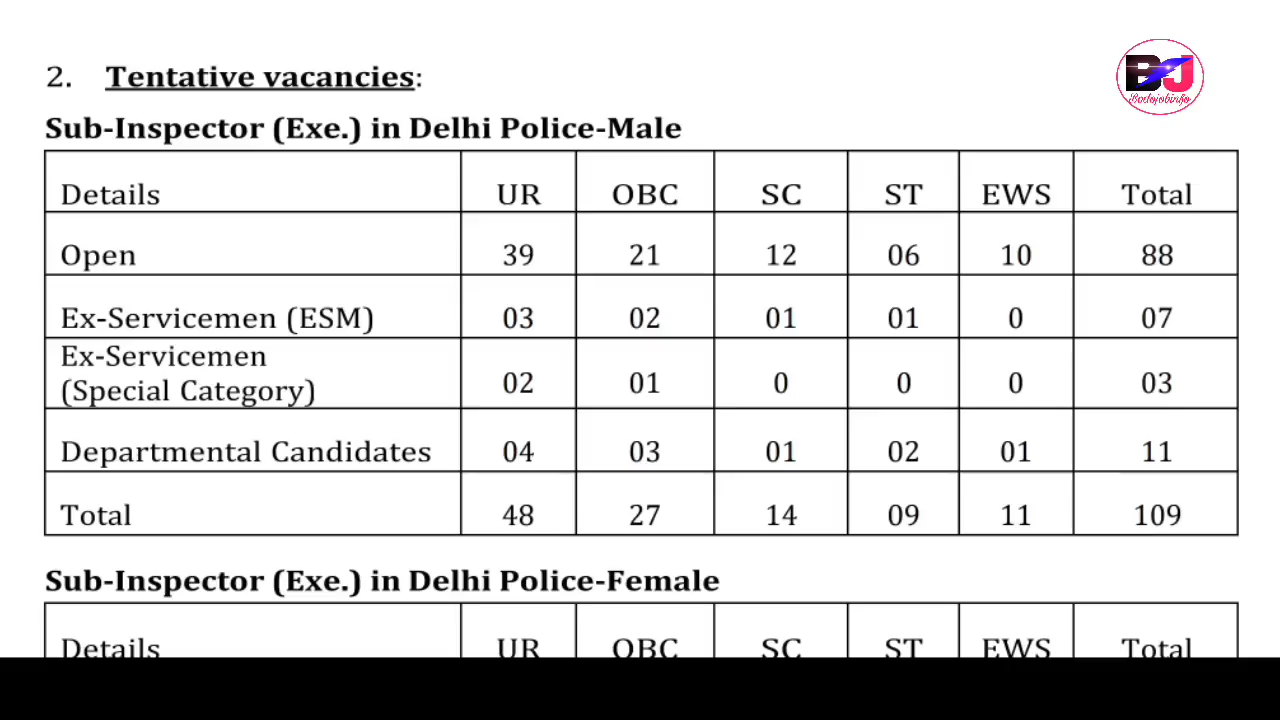 BJ
Bodojobinfo
2. Tentative vacancies:
Sub-Inspector (Exe.) in Delhi Police-Male
Details UR OBC SC ST EWS Total
Open 39 21 12 06 10 88
Ex-Servicemen (ESM) 03 02 01 01 0 07
Ex-Servicemen
(Special Category) 02 01 0 0 0 03
Departmental Candidates 04 03 01 02 01 11
Total 48 27 14 09 11 109
Sub-Inspector (Exe.) in Delhi Police-Female
Details UR OBC SC ST EWS Total